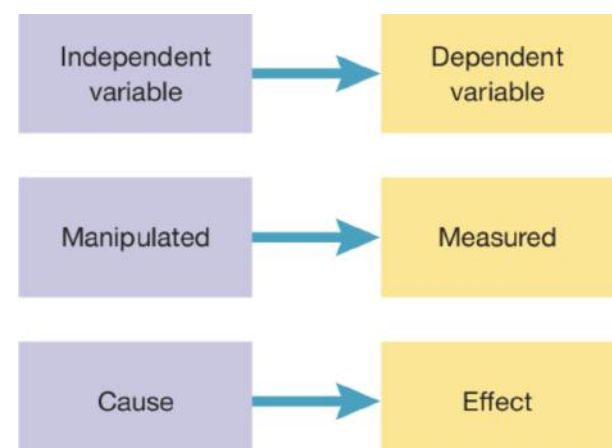 Independent
variable
Dependent
variable
Manipulated
Measured
Cause
Effect